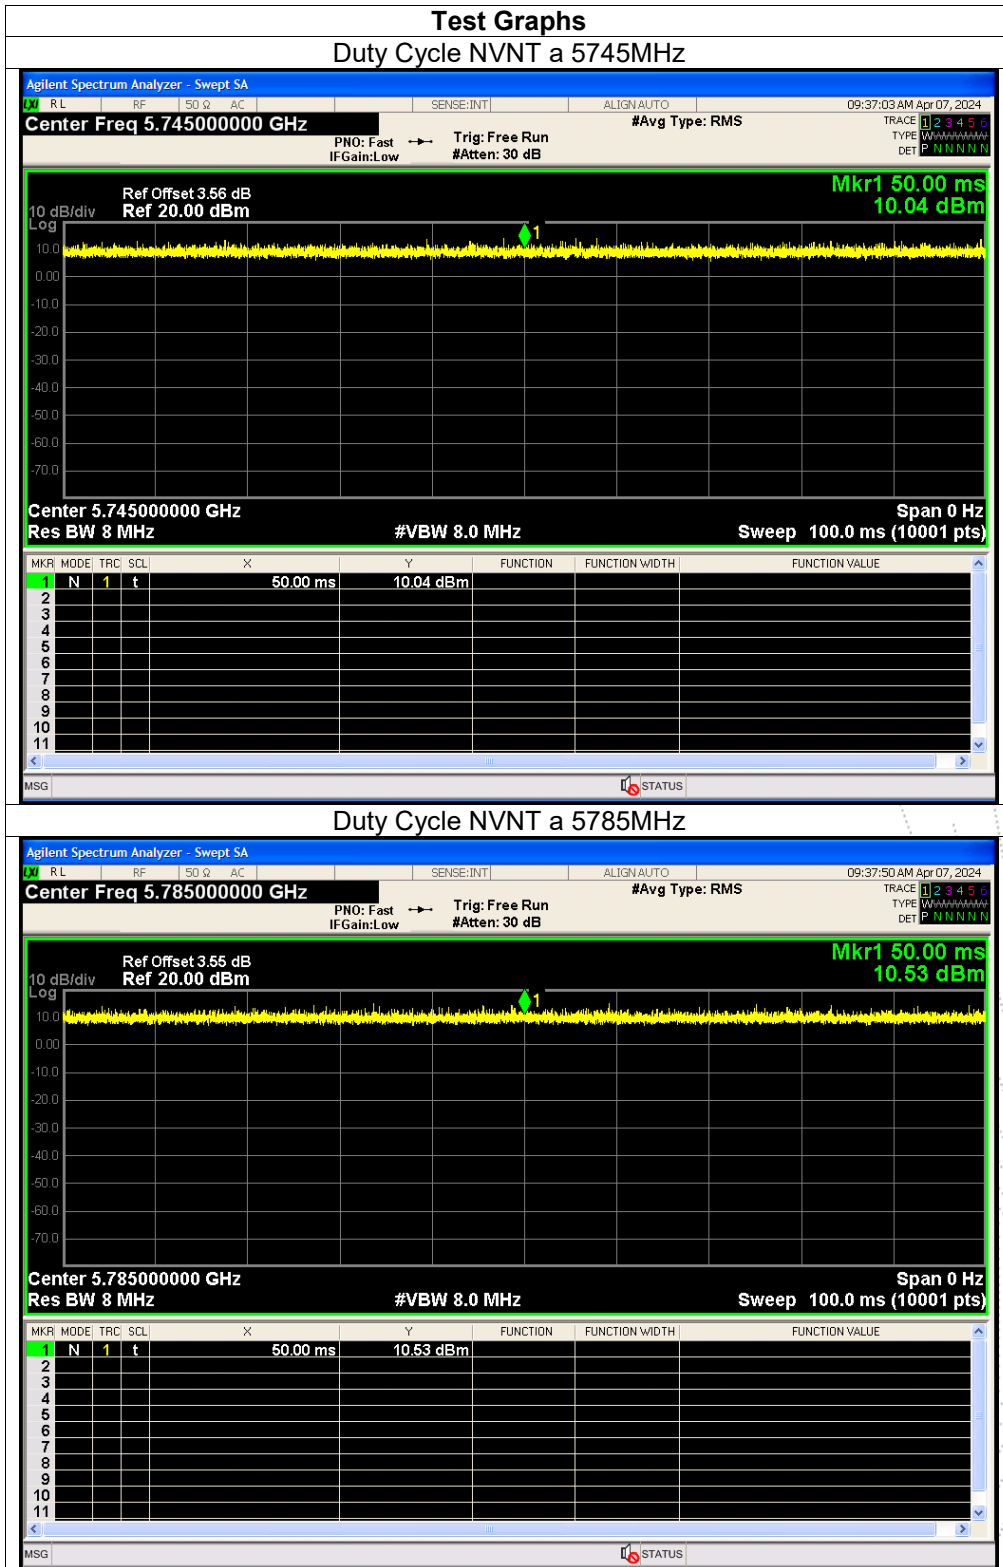 Test Graphs
Duty Cycle NVNT a 5745MHz
Agilent Spectrum Analyzer - Swept SA
LXI RL RF 50 Ω AC SENSE:INT ALIGN AUTO 09:37:03 AM Apr 07, 2024
Center Freq 5.745000000 GHz #Avg Type: RMS TRACE 1 2 3 4 5 6
PNO: Fast Trig: Free Run TYPE WWWWWW
IFGain:Low #Atten: 30 dB DET P N N N N N
Mkr1 50.00 ms
Ref Offset 3.56 dB
10 dB/div Ref 20.00 dBm 10.04 dBm
Log
1
10.0
0.00
-10.0
-20.0
-30.0
-40.0
-50.0
-60.0
-70.0
Center 5.745000000 GHz Span 0 Hz
Res BW 8 MHz #VBW 8.0 MHz Sweep 100.0 ms (10001 pts)
MKR MODE TRC SCL X Y FUNCTION FUNCTION WIDTH FUNCTION VALUE
1 N 1 t 50.00 ms 10.04 dBm
2
3
4
5
6
7
8
9
10
11
MSG STATUS
Duty Cycle NVNT a 5785MHz
Agilent Spectrum Analyzer - Swept SA
LXI RL RF 50 Ω AC SENSE:INT ALIGN AUTO 09:37:50 AM Apr 07, 2024
Center Freq 5.785000000 GHz #Avg Type: RMS TRACE 1 2 3 4 5 6
PNO: Fast Trig: Free Run TYPE WWWWWW
IFGain:Low #Atten: 30 dB DET P N N N N N
Mkr1 50.00 ms
Ref Offset 3.55 dB
10 dB/div Ref 20.00 dBm 10.53 dBm
Log
1
10.0
0.00
-10.0
-20.0
-30.0
-40.0
-50.0
-60.0
-70.0
Center 5.785000000 GHz Span 0 Hz
Res BW 8 MHz #VBW 8.0 MHz Sweep 100.0 ms (10001 pts)
MKR MODE TRC SCL X Y FUNCTION FUNCTION WIDTH FUNCTION VALUE
1 N 1 t 50.00 ms 10.53 dBm
2
3
4
5
6
7
8
9
10
11
MSG STATUS